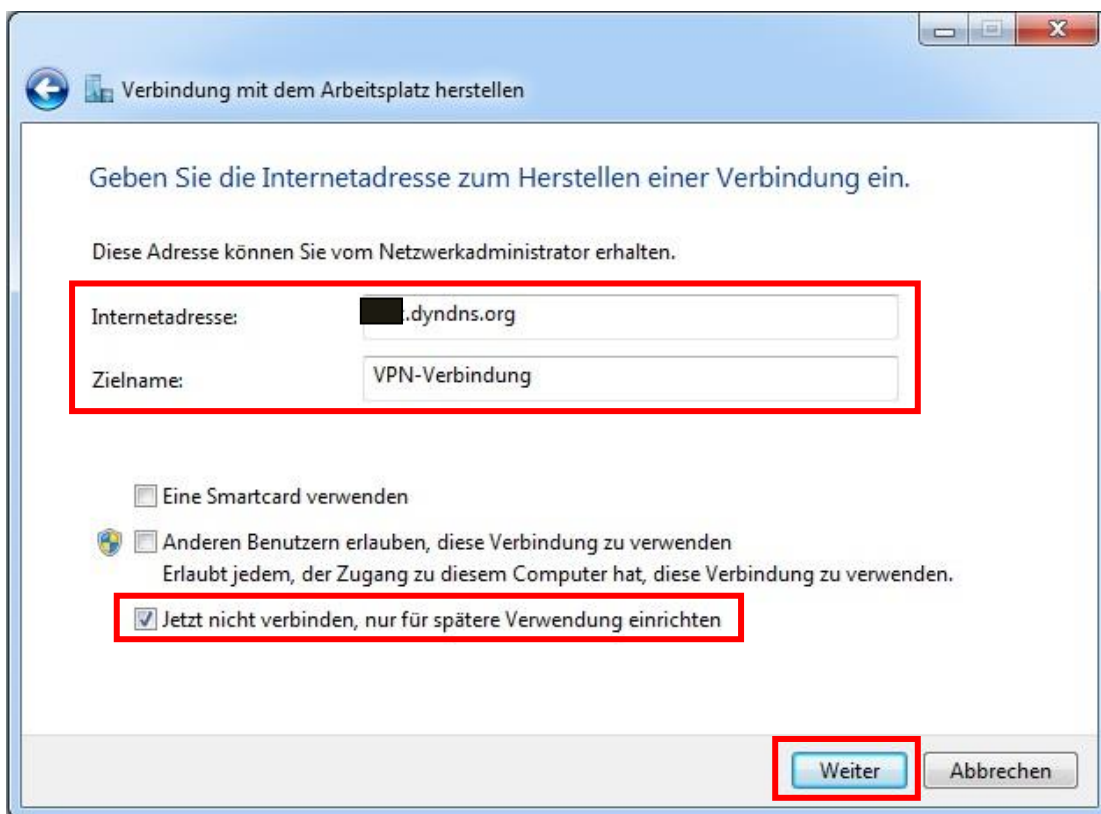 Verbindung mit dem Arbeitsplatz herstellen
Geben Sie die Internetadresse zum Herstellen einer Verbindung ein.
Diese Adresse können Sie vom Netzwerkadministrator erhalten.
Internetadresse: .dyndns.org
Zielname: VPN-Verbindung
Eine Smartcard verwenden
Anderen Benutzern erlauben, diese Verbindung zu verwenden
Erlaubt jedem, der Zugang zu diesem Computer hat, diese Verbindung zu verwenden.
Jetzt nicht verbinden, nur für spätere Verwendung einrichten
Weiter Abbrechen